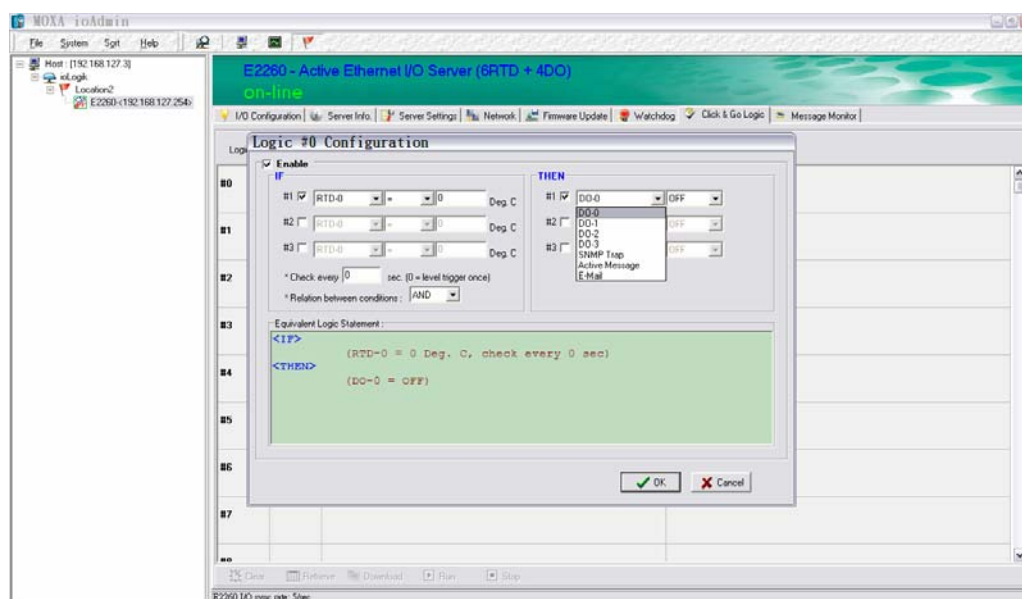 MOXA ioAdmin
File System Sort Help
Host : [192.168.127.3]
ioLogik
Location2
E2260-<192.168.127.254>
E2260 - Active Ethernet I/O Server (6RTD + 4DO)
on-line
I/O Configuration Server Info. Server Settings Network Firmware Update Watchdog Click & Go Logic Message Monitor
Logic #0 Configuration
Enable
IF THEN
#1 RTD-0 = 0 Deg. C #1 DO-0 OFF
#2 RTD-0 = 0 Deg. C #2 OFF
#3 RTD-0 = 0 Deg. C #3 OFF
DO-0
DO-1
DO-2
DO-3
SNMP Trap
Active Message
E-Mail
* Check every 0 sec. (0 = level trigger once)
* Relation between conditions : AND
Equivalent Logic Statement :
<IF>
(RTD-0 = 0 Deg. C, check every 0 sec)
<THEN>
(DO-0 = OFF)
OK Cancel
#0
#1
#2
#3
#4
#5
#6
#7
Clear Retrieve Download Run Stop